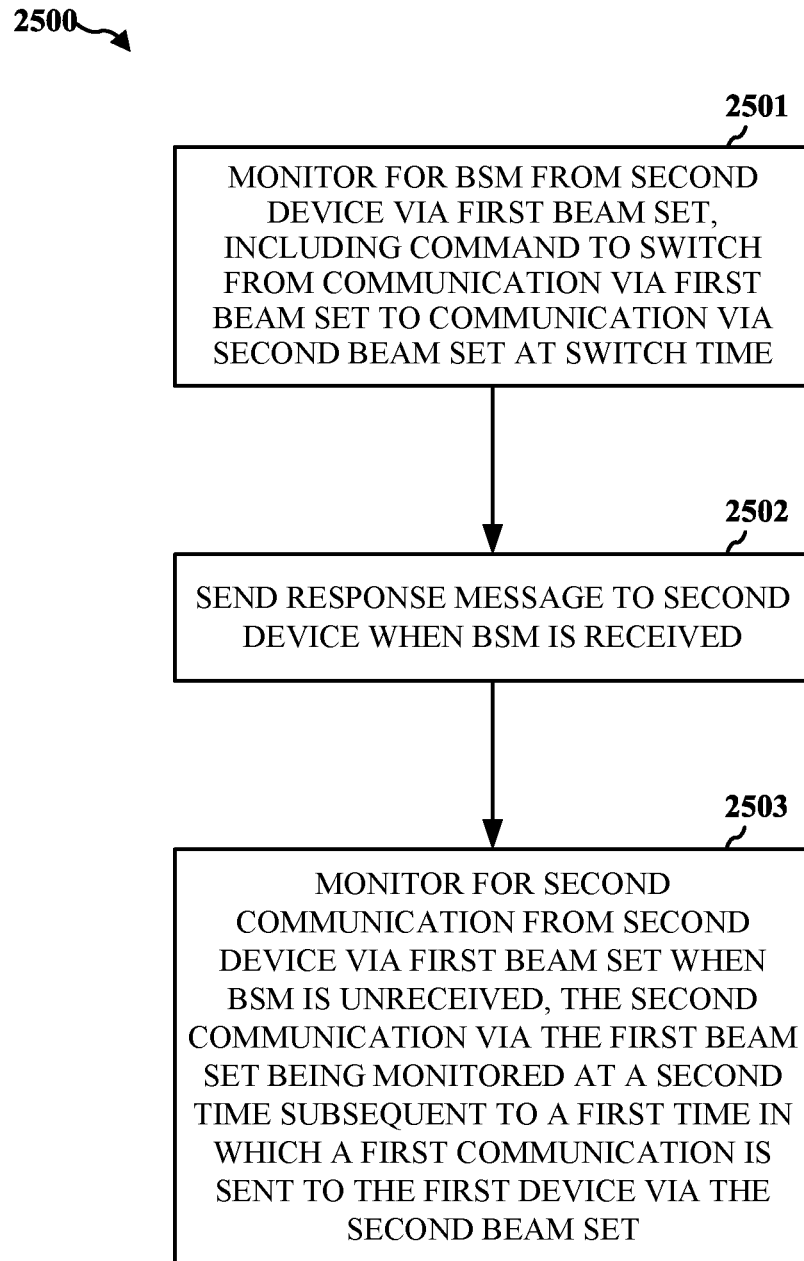 2500
2501
MONITOR FOR BSM FROM SECOND
DEVICE VIA FIRST BEAM SET,
INCLUDING COMMAND TO SWITCH
FROM COMMUNICATION VIA FIRST
BEAM SET TO COMMUNICATION VIA
SECOND BEAM SET AT SWITCH TIME
2502
SEND RESPONSE MESSAGE TO SECOND
DEVICE WHEN BSM IS RECEIVED
2503
MONITOR FOR SECOND
COMMUNICATION FROM SECOND
DEVICE VIA FIRST BEAM SET WHEN
BSM IS UNRECEIVED, THE SECOND
COMMUNICATION VIA THE FIRST BEAM
SET BEING MONITORED AT A SECOND
TIME SUBSEQUENT TO A FIRST TIME IN
WHICH A FIRST COMMUNICATION IS
SENT TO THE FIRST DEVICE VIA THE
SECOND BEAM SET